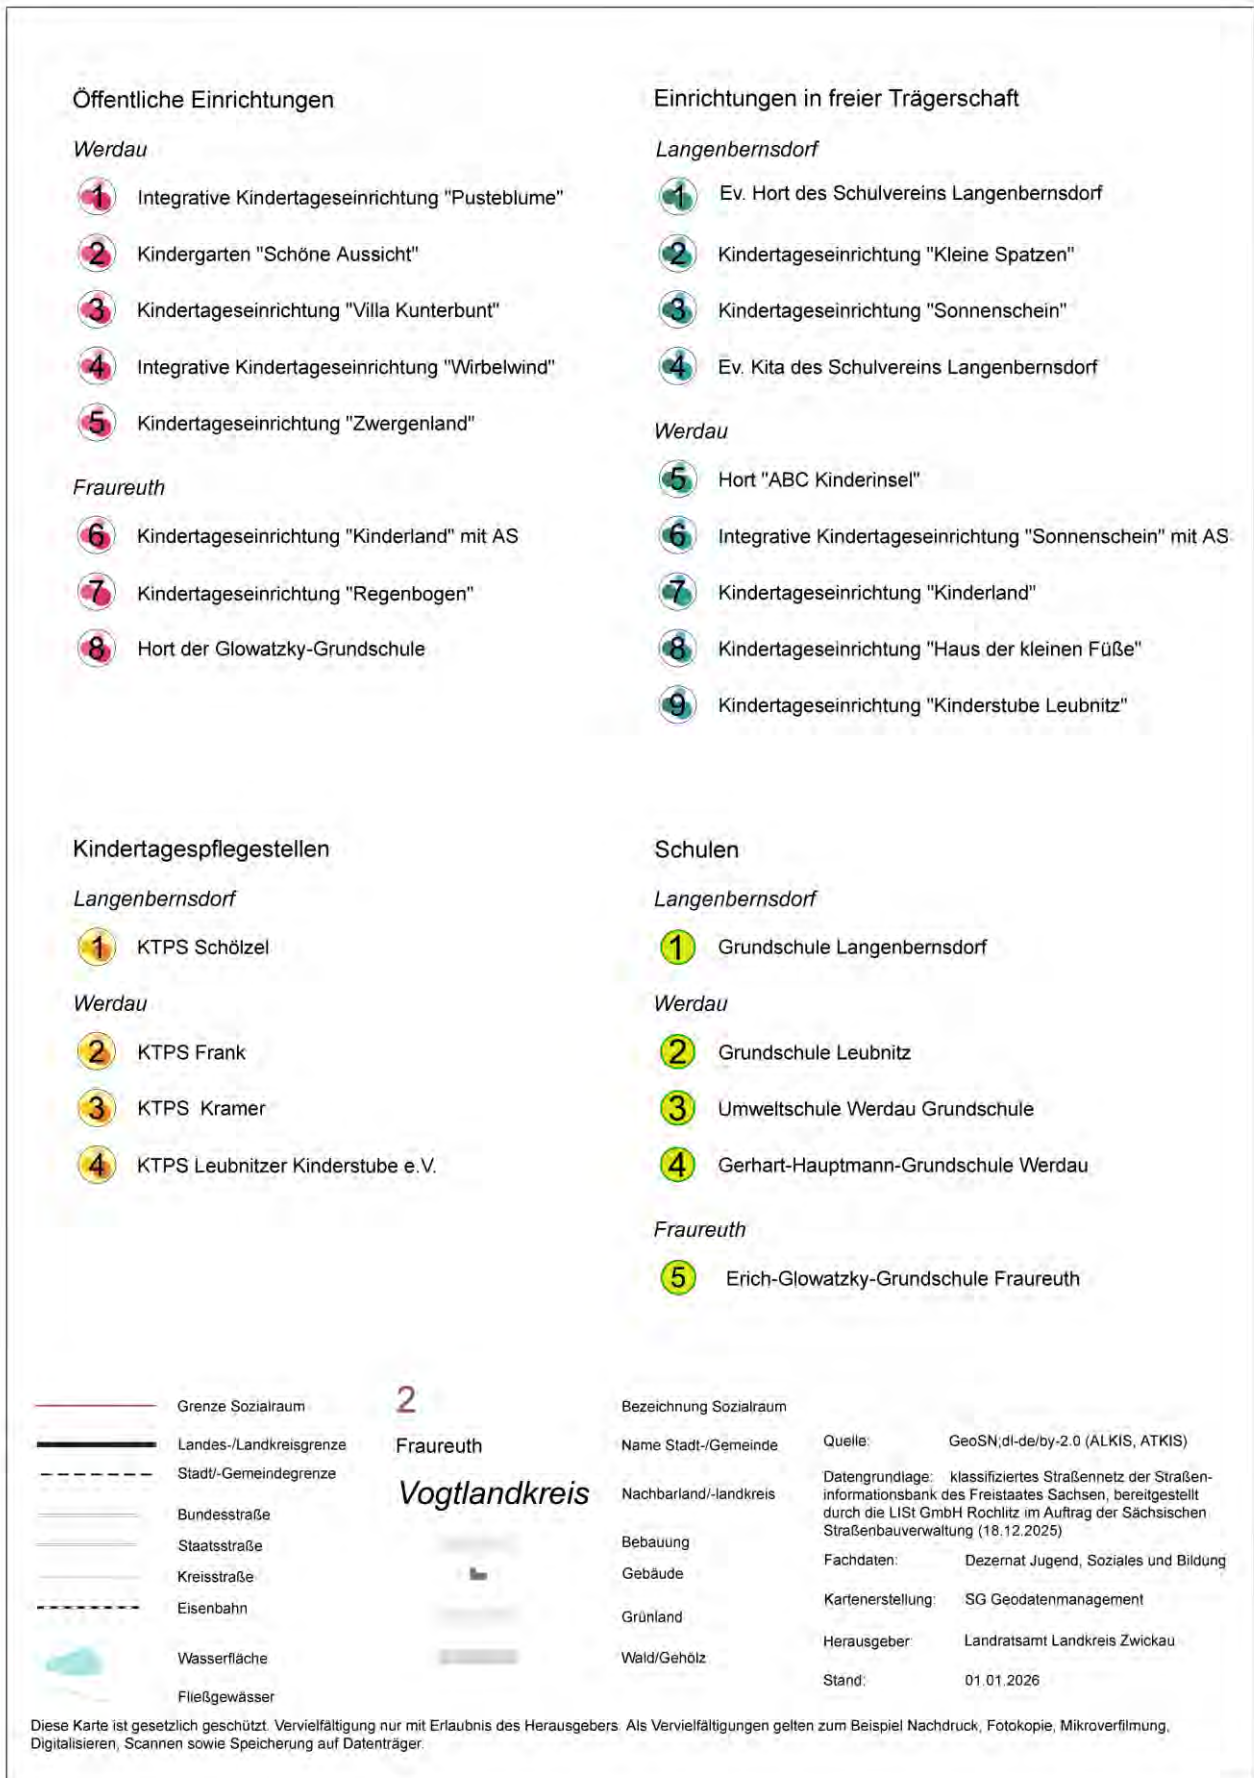 Öffentliche Einrichtungen
Werdau
1 Integrative Kindertageseinrichtung "Pusteblume"
2 Kindergarten "Schöne Aussicht"
3 Kindertageseinrichtung "Villa Kunterbunt"
4 Integrative Kindertageseinrichtung "Wirbelwind"
5 Kindertageseinrichtung "Zwergenland"
Fraureuth
6 Kindertageseinrichtung "Kinderland" mit AS
7 Kindertageseinrichtung "Regenbogen"
8 Hort der Glowatzky-Grundschule
Einrichtungen in freier Trägerschaft
Langenbernsdorf
1 Ev. Hort des Schulvereins Langenbernsdorf
2 Kindertageseinrichtung "Kleine Spatzen"
3 Kindertageseinrichtung "Sonnenschein"
4 Ev. Kita des Schulvereins Langenbernsdorf
Werdau
5 Hort "ABC Kinderinsel"
6 Integrative Kindertageseinrichtung "Sonnenschein" mit AS
7 Kindertageseinrichtung "Kinderland"
8 Kindertageseinrichtung "Haus der kleinen Füße"
9 Kindertageseinrichtung "Kinderstube Leubnitz"
Kindertagespflegestellen
Langenbernsdorf
1 KTPS Schölzel
Werdau
2 KTPS Frank
3 KTPS Kramer
4 KTPS Leubnitzer Kinderstube e.V.
Schulen
Langenbernsdorf
1 Grundschule Langenbernsdorf
Werdau
2 Grundschule Leubnitz
3 Umweltschule Werdau Grundschule
4 Gerhart-Hauptmann-Grundschule Werdau
Fraureuth
5 Erich-Glowatzky-Grundschule Fraureuth
Grenze Sozialraum
Landes-/Landkreisgrenze
Stadt/-Gemeindegrenze
Bundesstraße
Staatsstraße
Kreisstraße
Eisenbahn
Wasserfläche
Fließgewässer
2 Bezeichnung Sozialraum
Fraureuth Name Stadt-/Gemeinde
Vogtlandkreis Nachbarland/-landkreis
Bebauung
Gebäude
Grünland
Wald/Gehölz
Quelle: GeoSN;dl-de/by-2.0 (ALKIS, ATKIS)
Datengrundlage: klassifiziertes Straßennetz der Straßen-
informationsbank des Freistaates Sachsen, bereitgestellt
durch die LISt GmbH Rochlitz im Auftrag der Sächsischen
Straßenbauverwaltung (18.12.2025)
Fachdaten: Dezernat Jugend, Soziales und Bildung
Kartenerstellung: SG Geodatenmanagement
Herausgeber: Landratsamt Landkreis Zwickau
Stand: 01.01.2026
Diese Karte ist gesetzlich geschützt. Vervielfältigung nur mit Erlaubnis des Herausgebers. Als Vervielfältigungen gelten zum Beispiel Nachdruck, Fotokopie, Mikroverfilmung,
Digitalisieren, Scannen sowie Speicherung auf Datenträger.